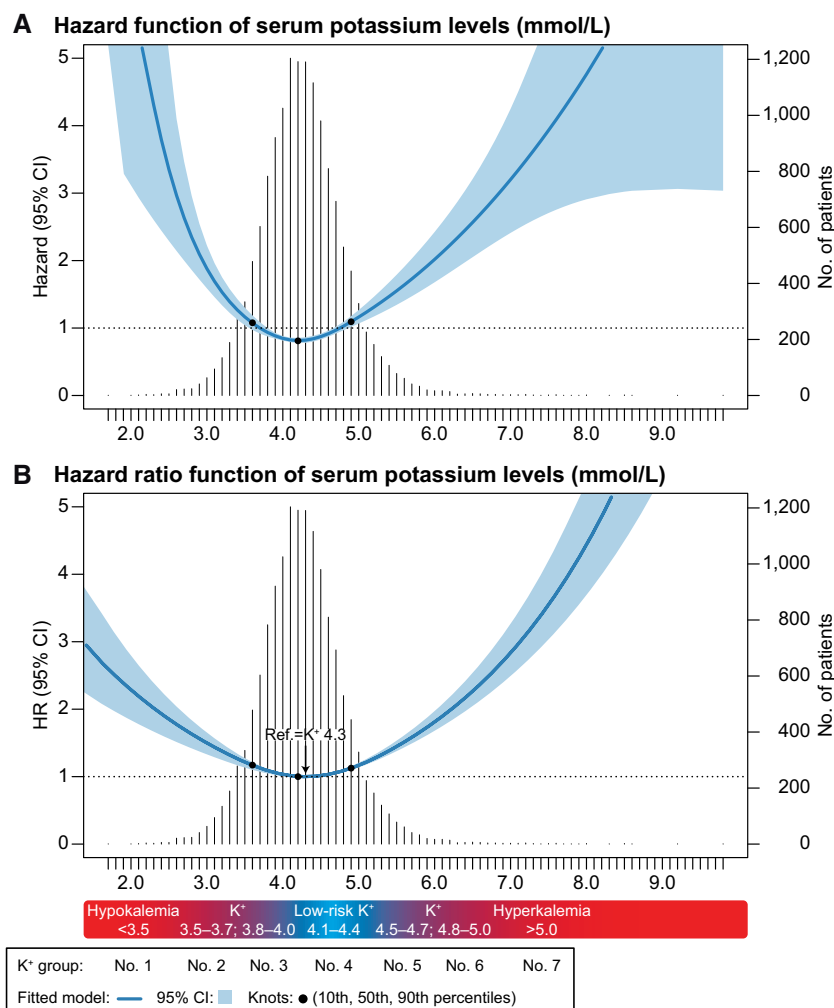 A Hazard function of serum potassium levels (mmol/L)
5
4
3
2
1
0
Hazard (95% CI)
1,200
1,000
800
600
400
200
0
No. of patients
2.0 3.0 4.0 5.0 6.0 7.0 8.0 9.0
B Hazard ratio function of serum potassium levels (mmol/L)
5
4
3
2
1
0
HR (95% CI)
Ref.=K⁺ 4.3
1,200
1,000
800
600
400
200
0
No. of patients
2.0 3.0 4.0 5.0 6.0 7.0 8.0 9.0
Hypokalemia K⁺ Low-risk K⁺ K⁺ Hyperkalemia
<3.5 3.5–3.7; 3.8–4.0 4.1–4.4 4.5–4.7; 4.8–5.0 >5.0
K⁺ group: No. 1 No. 2 No. 3 No. 4 No. 5 No. 6 No. 7
Fitted model: 95% CI: Knots: (10th, 50th, 90th percentiles)